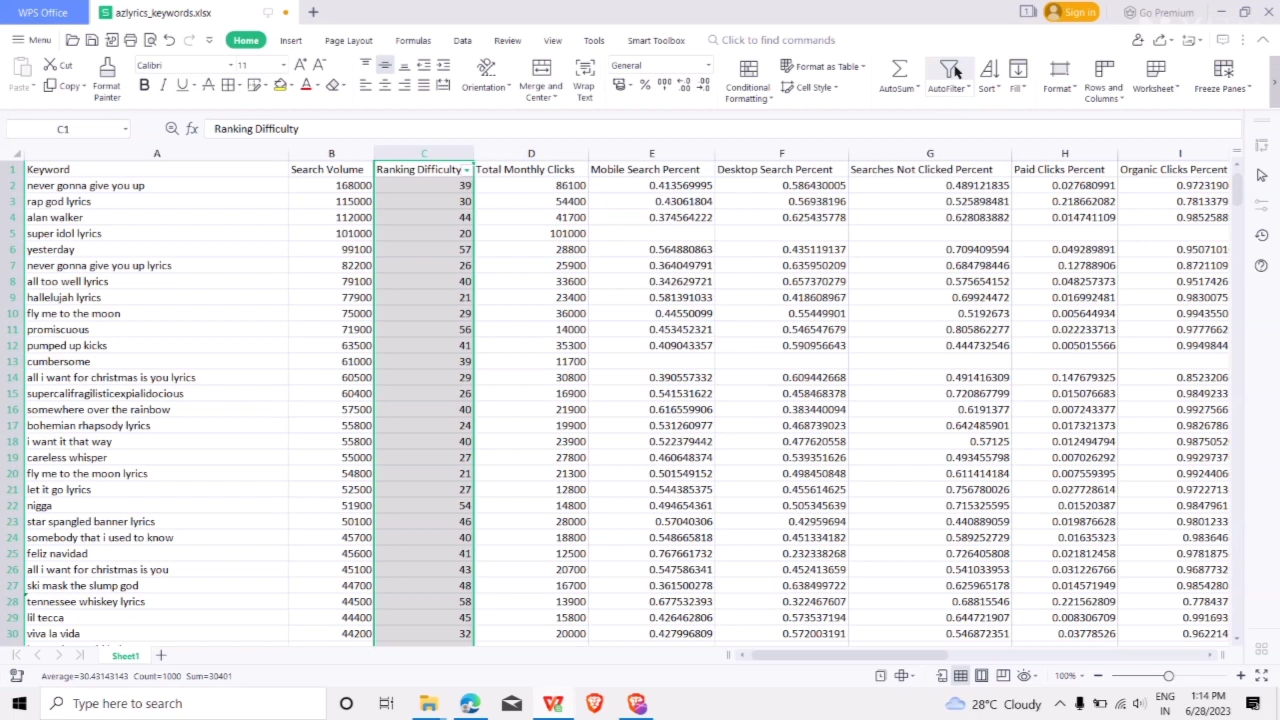 WPS Office azlyrics_keywords.xlsx Sign in Go Premium
Menu Home Insert Page Layout Formulas Data Review View Tools Smart Toolbox Click to find commands
Paste Cut Copy Format Painter Calibri 11 B I U A Orientation Merge and Center Wrap Text General Conditional Formatting Format as Table Cell Style AutoSum AutoFilter Sort Fill Format Rows and Columns Worksheet Freeze Panes
C1 fx Ranking Difficulty
A B C D E F G H I
1 Keyword Search Volume Ranking Difficulty Total Monthly Clicks Mobile Search Percent Desktop Search Percent Searches Not Clicked Percent Paid Clicks Percent Organic Clicks Percent
2 never gonna give you up 168000 39 86100 0.413569995 0.586430005 0.489121835 0.027680991 0.9723190
3 rap god lyrics 115000 30 54400 0.43061804 0.56938196 0.525898481 0.218662082 0.7813379
4 alan walker 112000 44 41700 0.374564222 0.625435778 0.628083882 0.014741109 0.9852588
5 super idol lyrics 101000 20 101000
6 yesterday 99100 57 28800 0.564880863 0.435119137 0.709409594 0.049289891 0.9507101
7 never gonna give you up lyrics 82200 26 25900 0.364049791 0.635950209 0.684798446 0.12788906 0.8721109
8 all too well lyrics 79100 40 33600 0.342629721 0.657370279 0.575654152 0.048257373 0.9517426
9 hallelujah lyrics 77900 21 23400 0.581391033 0.418608967 0.69924472 0.016992481 0.9830075
10 fly me to the moon 75000 29 36000 0.44550099 0.55449901 0.5192673 0.005644934 0.9943550
11 promiscuous 71900 56 14000 0.453452321 0.546547679 0.805862277 0.022233713 0.9777662
12 pumped up kicks 63500 41 35300 0.409043357 0.590956643 0.444732546 0.005015566 0.9949844
13 cumbersome 61000 39 11700
14 all i want for christmas is you lyrics 60500 29 30800 0.390557332 0.609442668 0.491416309 0.147679325 0.8523206
15 supercalifragilisticexpialidocious 60400 26 16900 0.541531622 0.458468378 0.720867799 0.015076683 0.9849233
16 somewhere over the rainbow 57500 40 21900 0.616559906 0.383440094 0.6191377 0.007243377 0.9927566
17 bohemian rhapsody lyrics 55800 24 19900 0.531260977 0.468739023 0.642485901 0.017321373 0.9826786
18 i want it that way 55800 40 23900 0.522379442 0.477620558 0.57125 0.012494794 0.9875052
19 careless whisper 55000 27 27800 0.460648374 0.539351626 0.493455798 0.007026292 0.9929737
20 fly me to the moon lyrics 54800 21 21300 0.501549152 0.498450848 0.611414184 0.007559395 0.9924406
21 let it go lyrics 52500 27 12800 0.544385375 0.455614625 0.756780026 0.027728614 0.9722713
22 nigga 51900 54 14800 0.494654361 0.505345639 0.715325595 0.01520387 0.9847961
23 star spangled banner lyrics 50100 46 28000 0.57040306 0.42959694 0.440889059 0.019876628 0.9801233
24 somebody that i used to know 45700 40 18800 0.548665818 0.451334182 0.589252729 0.01635323 0.983646
25 feliz navidad 45600 41 12500 0.767661732 0.232338268 0.726405808 0.021812458 0.9781875
26 all i want for christmas is you 45100 43 20700 0.547586341 0.452413659 0.541033953 0.031226766 0.9687732
27 ski mask the slump god 44700 48 16700 0.361500278 0.638499722 0.625965178 0.014571949 0.9854280
28 tennessee whiskey lyrics 44500 58 13900 0.677532393 0.322467607 0.68815546 0.221562809 0.778437
29 lil tecca 44400 45 15800 0.426462806 0.573537194 0.644721907 0.008306709 0.991693
30 viva la vida 44200 32 20000 0.427996809 0.572003191 0.546872351 0.03778526 0.962214
Sheet1
Average=30.43143143 Count=1000 Sum=30401 100%
Type here to search 28°C Cloudy ENG IN 1:14 PM 6/28/2023